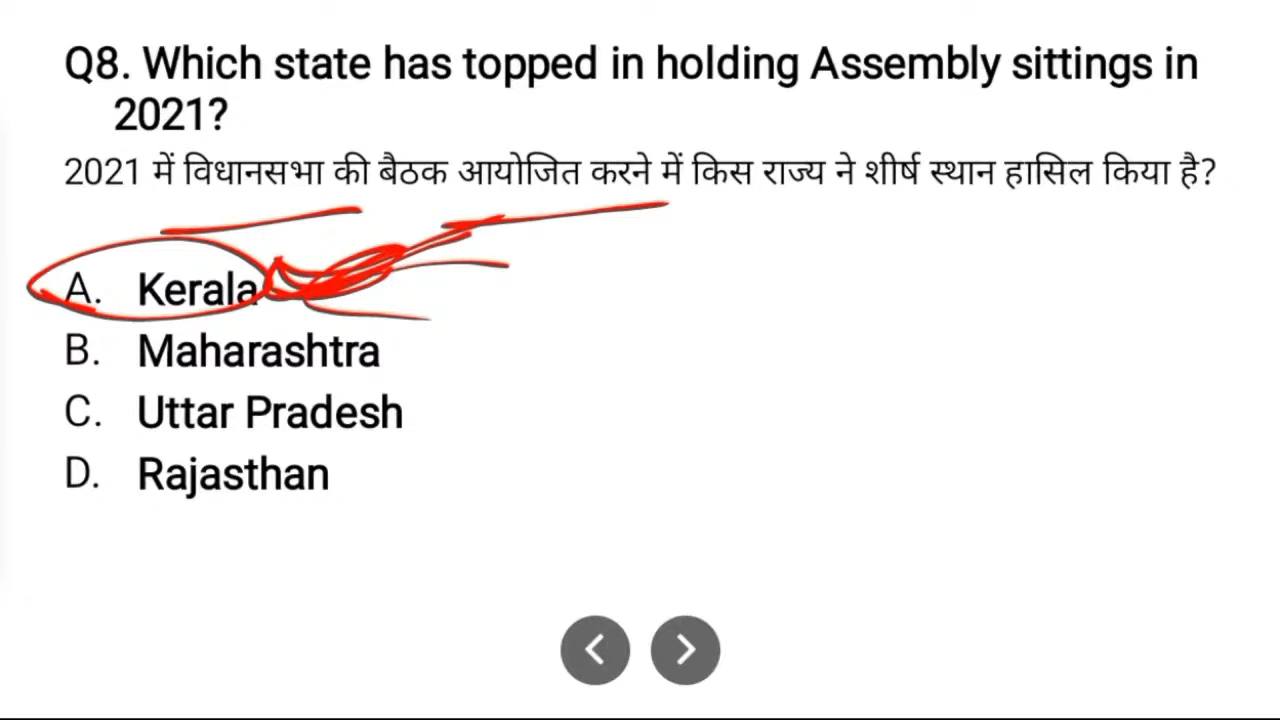 Q8. Which state has topped in holding Assembly sittings in
2021?
2021 में विधानसभा की बैठक आयोजित करने में किस राज्य ने शीर्ष स्थान हासिल किया है?
A. Kerala
B. Maharashtra
C. Uttar Pradesh
D. Rajasthan